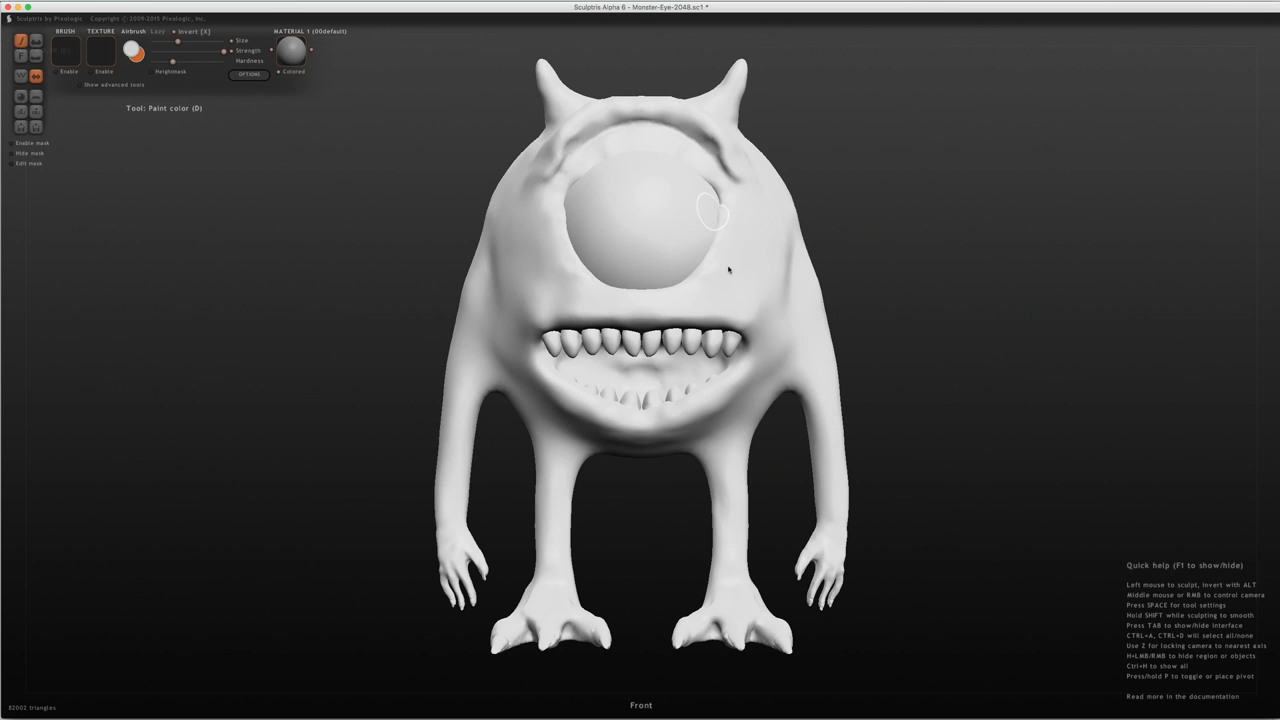 Sculptris Alpha 6 - Monster-Eye-2048.sc1 *
Sculptris by Pixologic Copyright © 2009-2015 Pixologic, Inc.
BRUSH
TEXTURE
Airbrush
Lazy
Invert [X]
MATERIAL 1 (00default)
Size
Strength
Hardness
Enable
Enable
Heightmask
OPTIONS
Colored
Show advanced tools
Tool: Paint color (D)
Enable mask
Hide mask
Edit mask
Quick help (F1 to show/hide)
Left mouse to sculpt, Invert with ALT
Middle mouse or RMB to control camera
Press SPACE for tool settings
Hold SHIFT while sculpting to smooth
Press TAB to show/hide interface
CTRL+A, CTRL+D will select all/none
Use Z for locking camera to nearest axis
H+LMB/RMB to hide region or objects
Ctrl+H to show all
Press/hold P to toggle or place pivot
Read more in the documentation
82002 triangles
Front